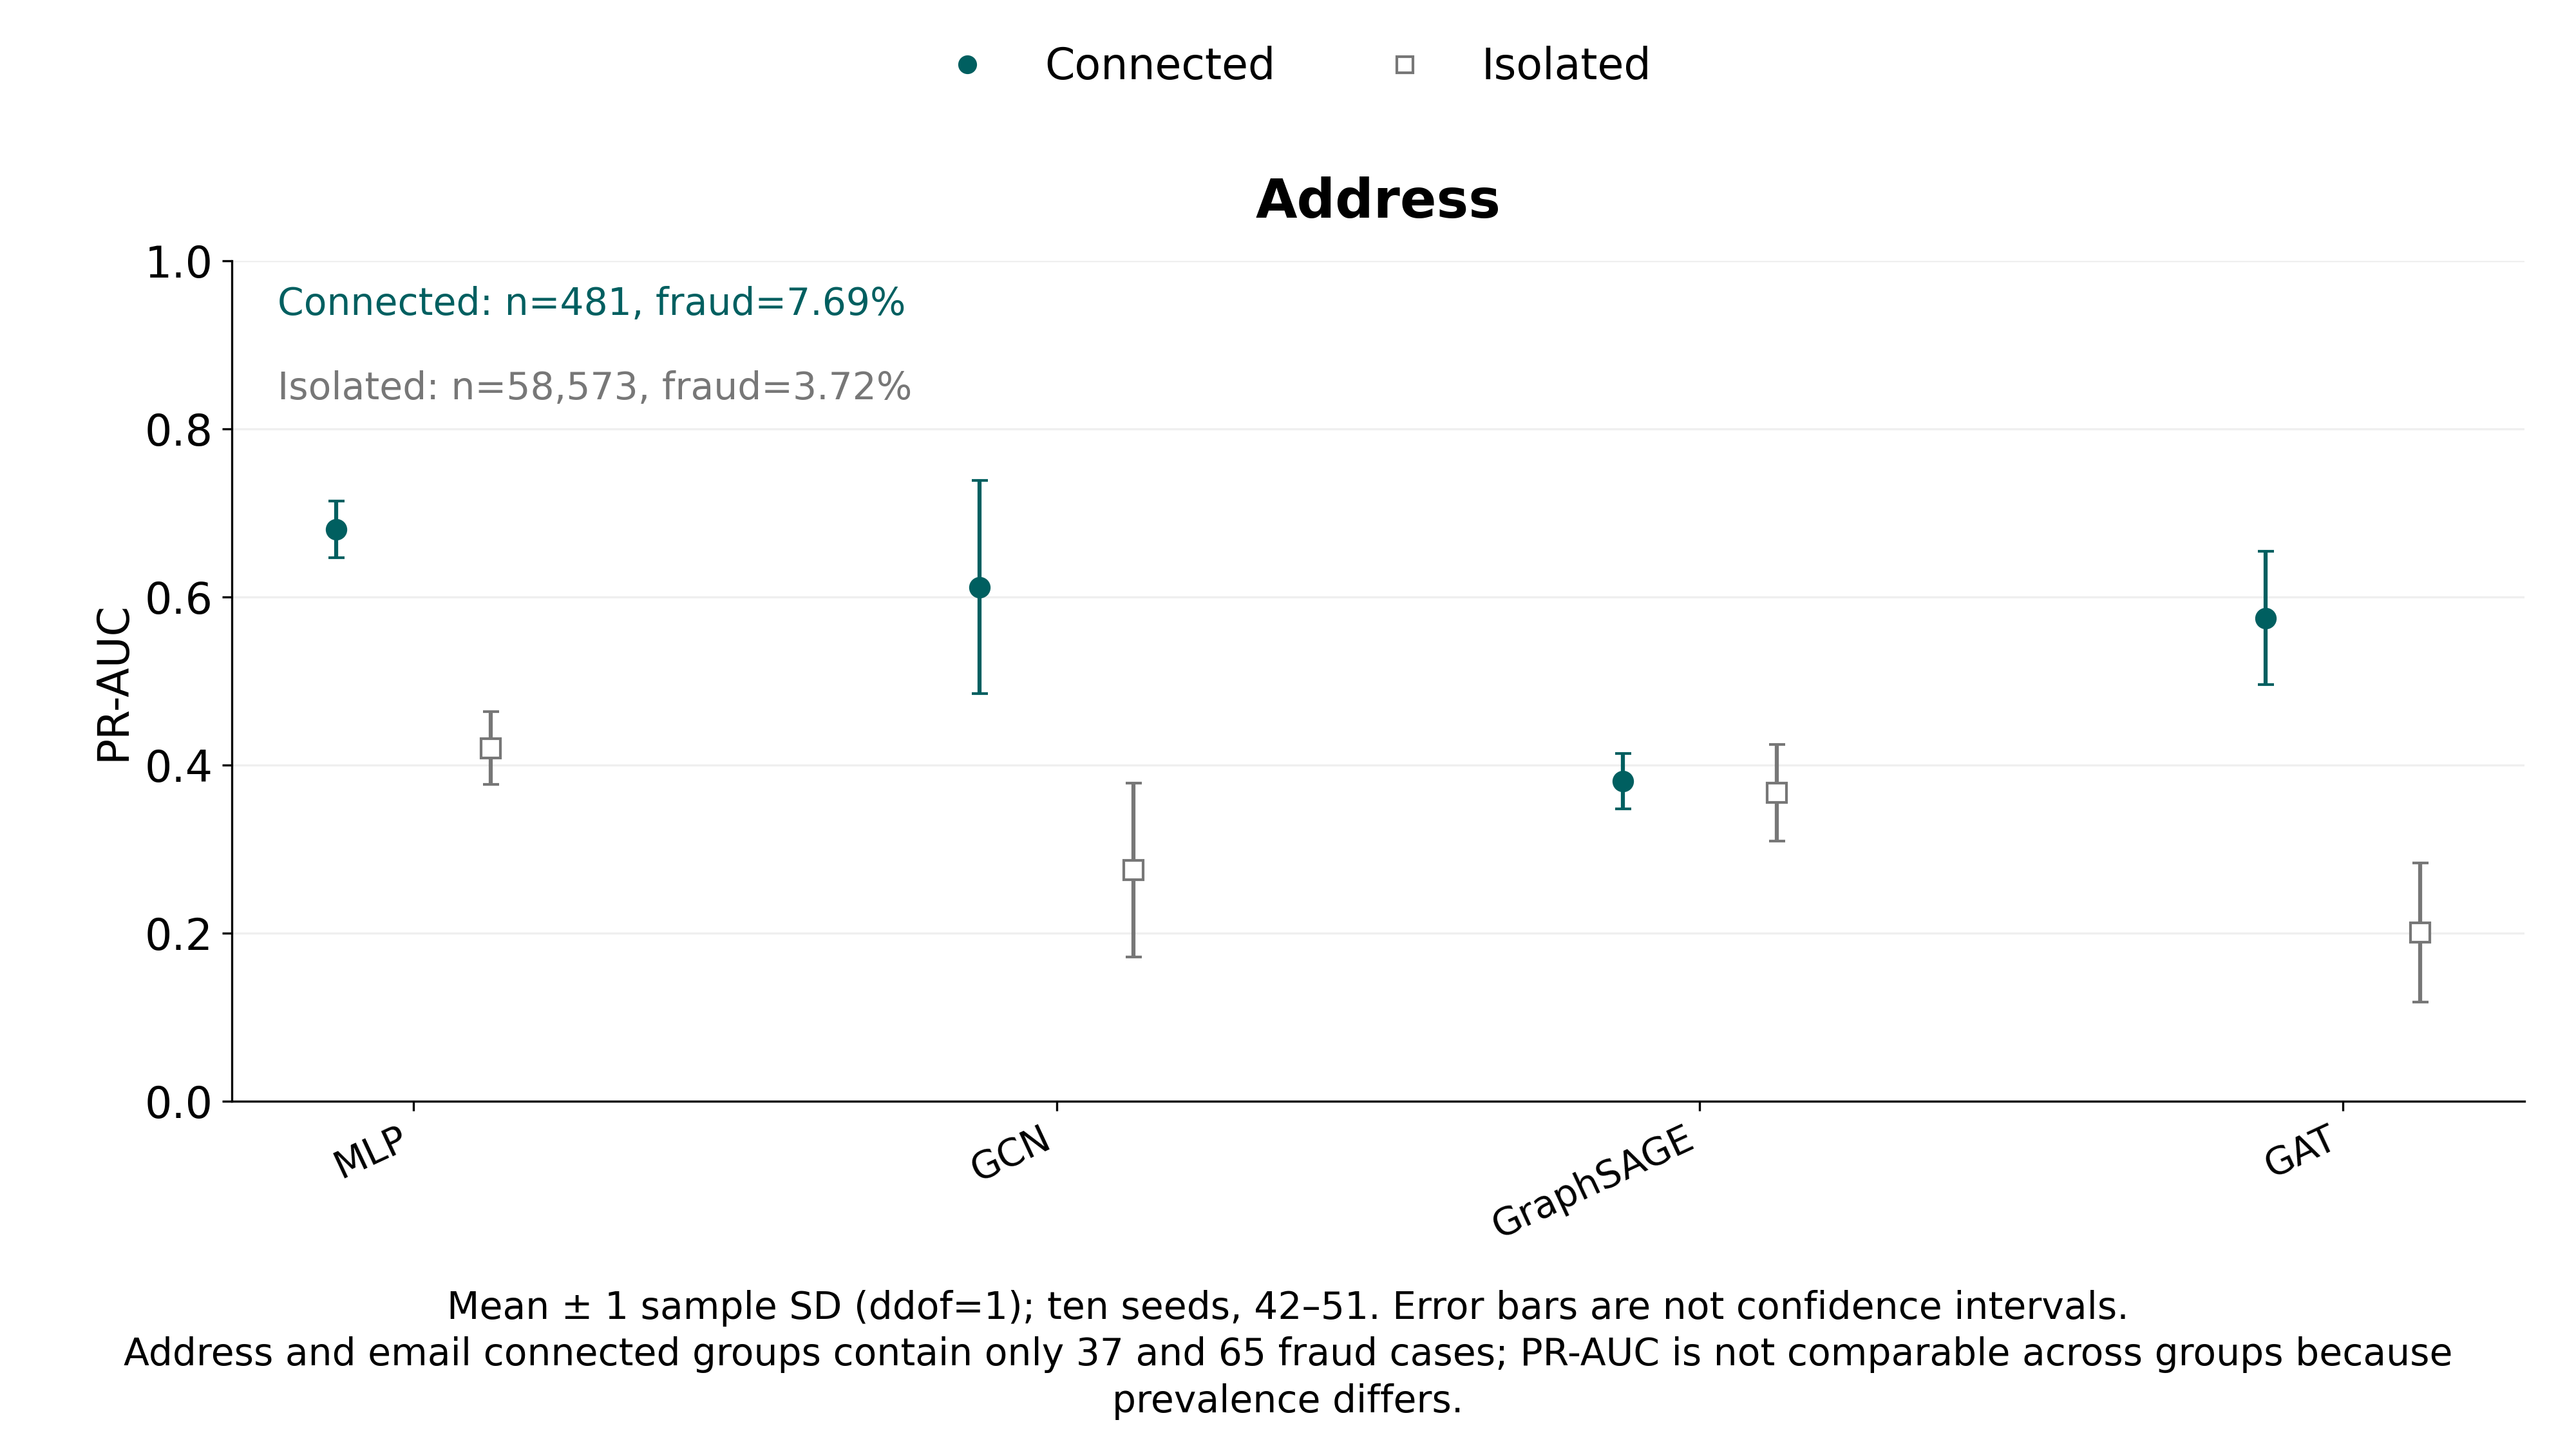 Connected
Isolated
Address
1.0
Connected: n=481, fraud=7.69%
Isolated: n=58,573, fraud=3.72%
0.8
0.6
PR-AUC
0.4
0.2
0.0
MLP
GCN
GraphSAGE
GAT
Mean ± 1 sample SD (ddof=1); ten seeds, 42–51. Error bars are not confidence intervals.
Address and email connected groups contain only 37 and 65 fraud cases; PR-AUC is not comparable across groups because
prevalence differs.